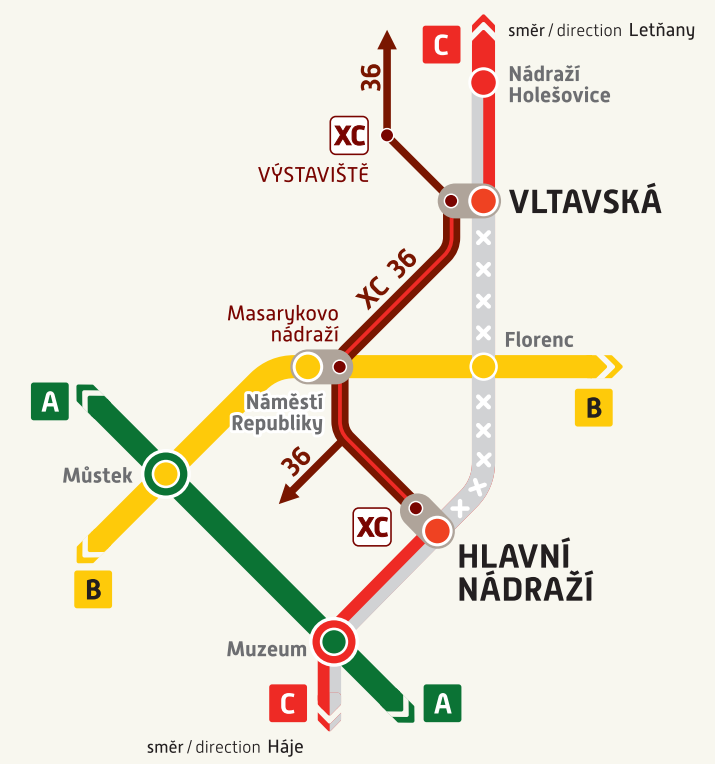 C
směr / direction Letňany
36
Nádraží
Holešovice
XC
VÝSTAVIŠTĚ
VLTAVSKÁ
XC 36
Masarykovo
nádraží
Florenc
A
B
Náměstí
Republiky
36
Můstek
XC
HLAVNÍ
NÁDRAŽÍ
B
Muzeum
C
A
směr / direction Háje